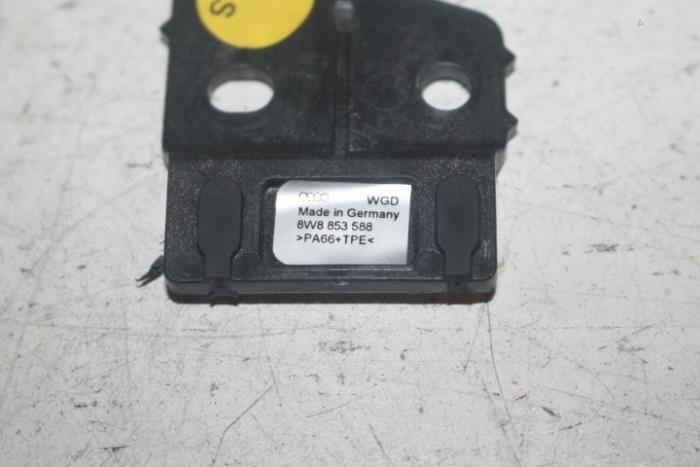 S
WGD
Made in Germany
8W8 853 588
>PA66+TPE<